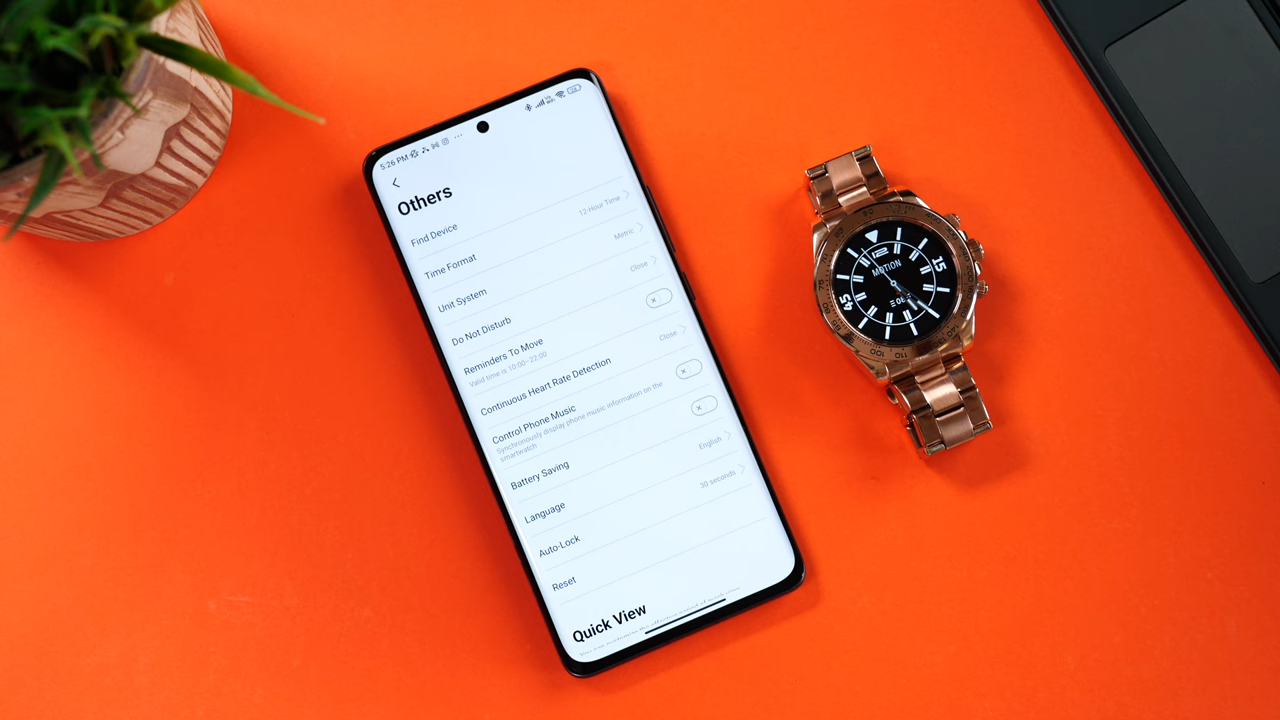 5:26 PM
Others
Find Device
12-Hour Time
Time Format
Metric
Unit System
Close
Do Not Disturb
Reminders To Move
Valid time is 10:00~22:00
Close
Continuous Heart Rate Detection
Control Phone Music
Synchronously display phone music information on the
smartwatch
Battery Saving
English
Language
30 seconds
Auto-Lock
Reset
Quick View
12
MOTION
15
45
100
110